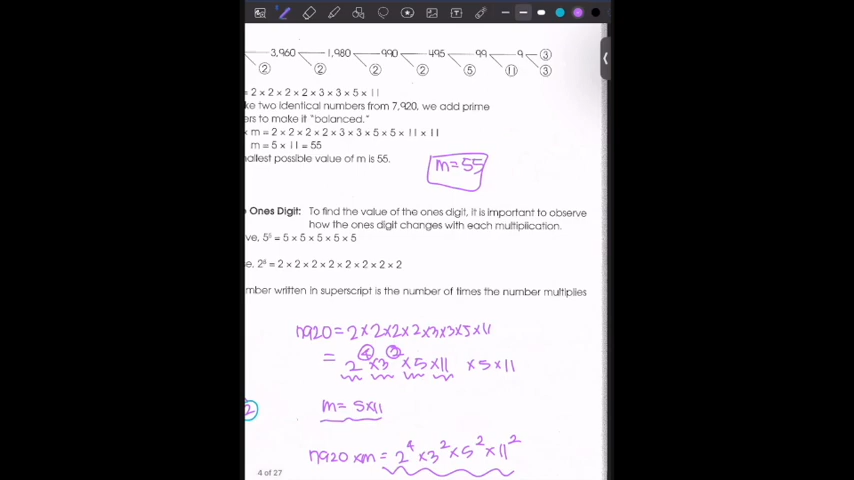 3,960 1,980 990 495 99 9 ③
② ② ② ② ⑤ ⑪ ③
= 2 × 2 × 2 × 2 × 3 × 3 × 5 × 11
ke two identical numbers from 7,920, we add prime
ers to make it "balanced."
× m = 2 × 2 × 2 × 2 × 3 × 3 × 5 × 5 × 11 × 11
m = 5 × 11 = 55
mallest possible value of m is 55.
m = 55
Ones Digit: To find the value of the ones digit, it is important to observe
how the ones digit changes with each multiplication.
ve, 5⁵ = 5 × 5 × 5 × 5 × 5
e, 2⁸ = 2 × 2 × 2 × 2 × 2 × 2 × 2 × 2
mber written in superscript is the number of times the number multiplies
7920 = 2×2×2×2×3×3×5×11
= 2⁴×3²×5×11 ×5×11
2 m = 5×11
7920 × m = 2⁴×3²×5²×11²
4 of 27